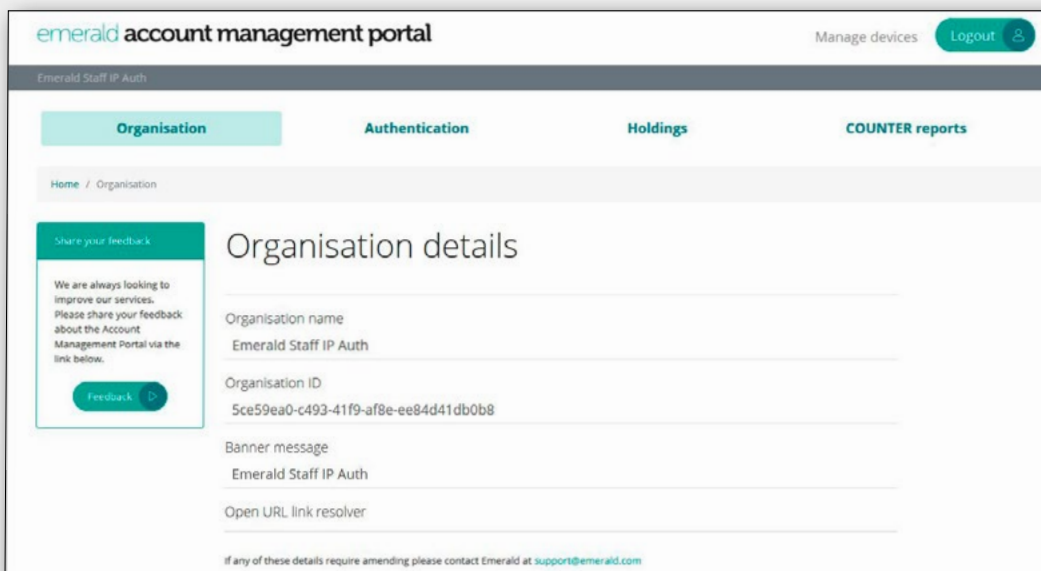 emerald account management portal
Manage devices
Logout
Emerald Staff IP Auth
Organisation
Authentication
Holdings
COUNTER reports
Home / Organisation
Share your feedback
We are always looking to
improve our services.
Please share your feedback
about the Account
Management Portal via the
link below.
Feedback
Organisation details
Organisation name
Emerald Staff IP Auth
Organisation ID
5ce59ea0-c493-41f9-af8e-ee84d41db0b8
Banner message
Emerald Staff IP Auth
Open URL link resolver
If any of these details require amending please contact Emerald at support@emerald.com